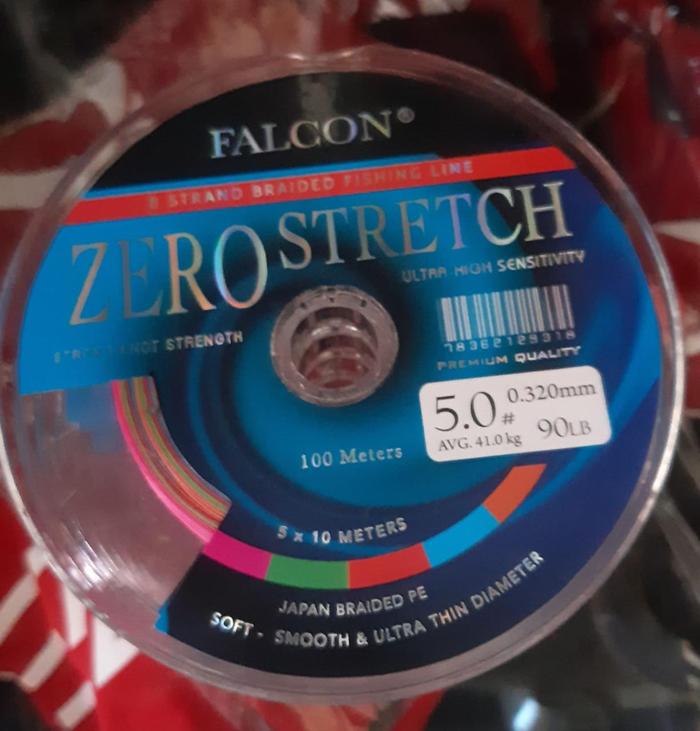 FALCON®
8 STRAND BRAIDED FISHING LINE
ZERO STRETCH
ULTRA HIGH SENSITIVITY
KNOT STRENGTH
78362129318
PREMIUM QUALITY
5.0 # 0.320mm
AVG. 41.0 kg 90LB
100 Meters
5 x 10 METERS
JAPAN BRAIDED PE
SOFT - SMOOTH & ULTRA THIN DIAMETER